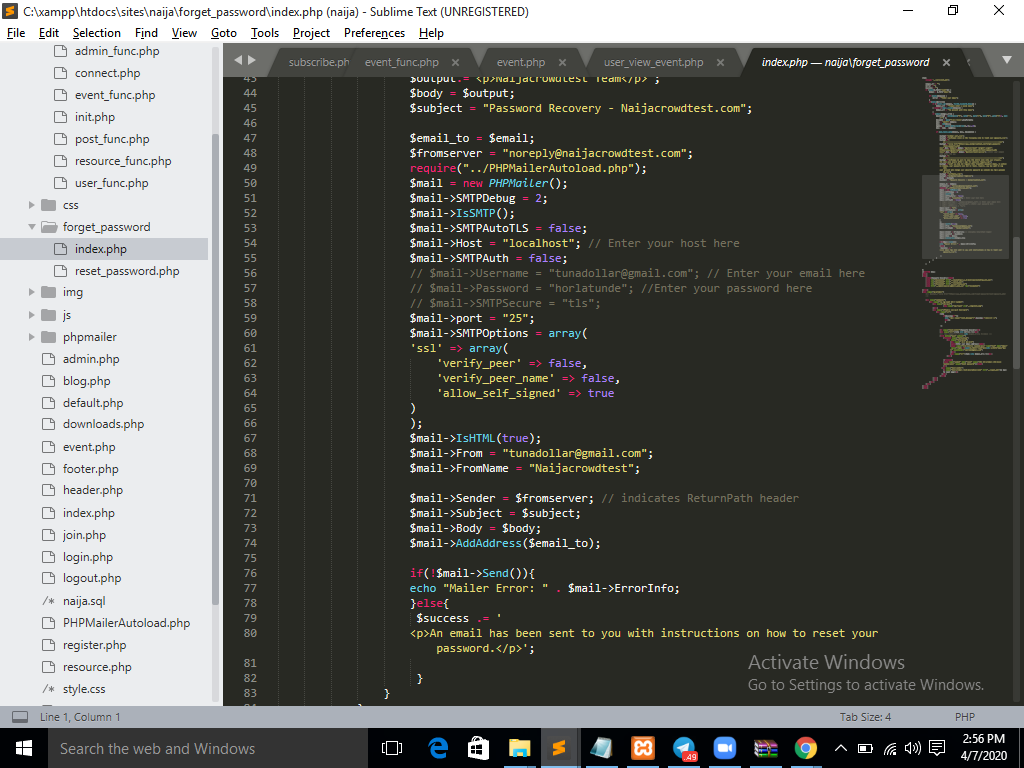 C:\xampp\htdocs\sites\naija\forget_password\index.php (naija) - Sublime Text (UNREGISTERED)
File Edit Selection Find View Goto Tools Project Preferences Help
subscribe.ph event_func.php event.php user_view_event.php index.php — naija\forget_password
admin_func.php
connect.php
event_func.php
init.php
post_func.php
resource_func.php
user_func.php
css
forget_password
index.php
reset_password.php
img
js
phpmailer
admin.php
blog.php
default.php
downloads.php
event.php
footer.php
header.php
index.php
join.php
login.php
logout.php
/* naija.sql
PHPMailerAutoload.php
register.php
resource.php
/* style.css
43 $output.='<p>Naijacrowdtest Team</p>';
44 $body = $output;
45 $subject = "Password Recovery - Naijacrowdtest.com";
46
47 $email_to = $email;
48 $fromserver = "noreply@naijacrowdtest.com";
49 require("../PHPMailerAutoload.php");
50 $mail = new PHPMailer();
51 $mail->SMTPDebug = 2;
52 $mail->IsSMTP();
53 $mail->SMTPAutoTLS = false;
54 $mail->Host = "localhost"; // Enter your host here
55 $mail->SMTPAuth = false;
56 // $mail->Username = "tunadollar@gmail.com"; // Enter your email here
57 // $mail->Password = "horlatunde"; //Enter your password here
58 // $mail->SMTPSecure = "tls";
59 $mail->port = "25";
60 $mail->SMTPOptions = array(
61 'ssl' => array(
62 'verify_peer' => false,
63 'verify_peer_name' => false,
64 'allow_self_signed' => true
65 )
66 );
67 $mail->IsHTML(true);
68 $mail->From = "tunadollar@gmail.com";
69 $mail->FromName = "Naijacrowdtest";
70
71 $mail->Sender = $fromserver; // indicates ReturnPath header
72 $mail->Subject = $subject;
73 $mail->Body = $body;
74 $mail->AddAddress($email_to);
75
76 if(!$mail->Send()){
77 echo "Mailer Error: " . $mail->ErrorInfo;
78 }else{
79 $success .= '
80 <p>An email has been sent to you with instructions on how to reset your
password.</p>';
81
82 }
83 }
Activate Windows
Go to Settings to activate Windows.
Line 1, Column 1 Tab Size: 4 PHP
Search the web and Windows
49
2:56 PM
4/7/2020